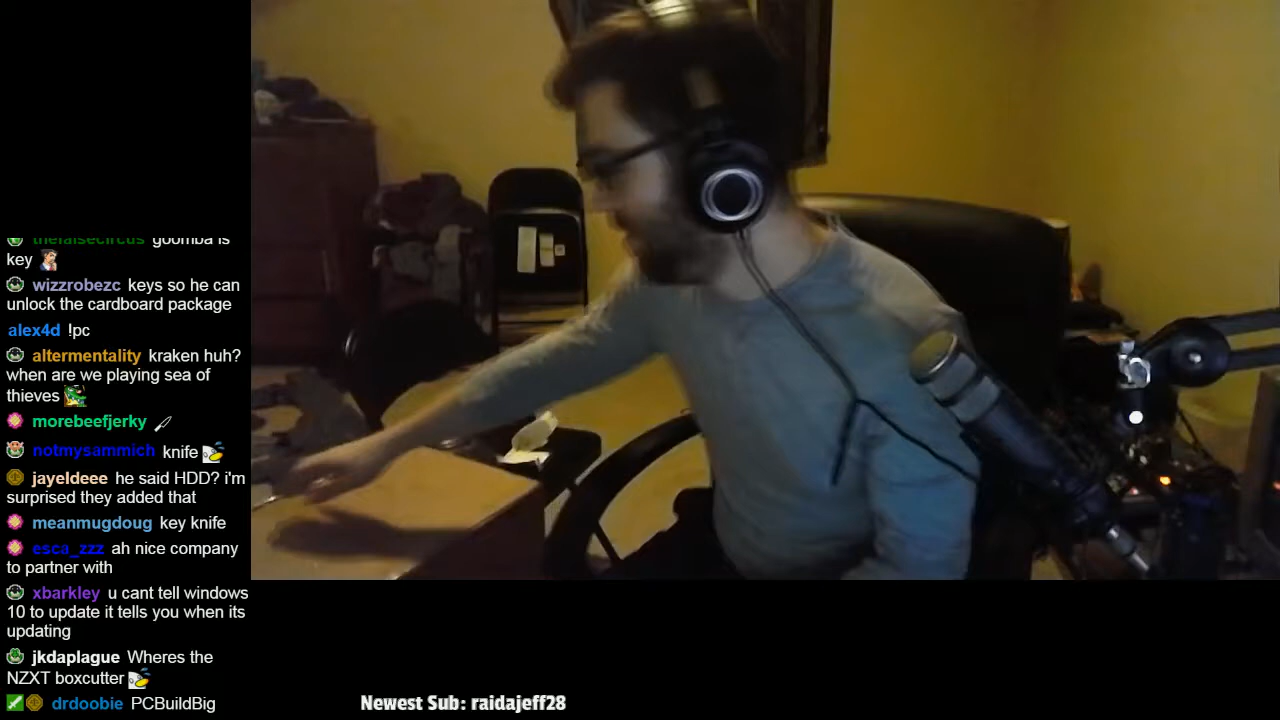 thefalsecircus goomba is
key
wizzrobezc keys so he can
unlock the cardboard package
alex4d !pc
altermentality kraken huh?
when are we playing sea of
thieves
morebeefjerky
notmysammich knife
jayeldeee he said HDD? i'm
surprised they added that
meanmugdoug key knife
esca_zzz ah nice company
to partner with
xbarkley u cant tell windows
10 to update it tells you when its
updating
jkdaplague Wheres the
NZXT boxcutter
drdoobie PCBuildBig
Newest Sub: raidajeff28